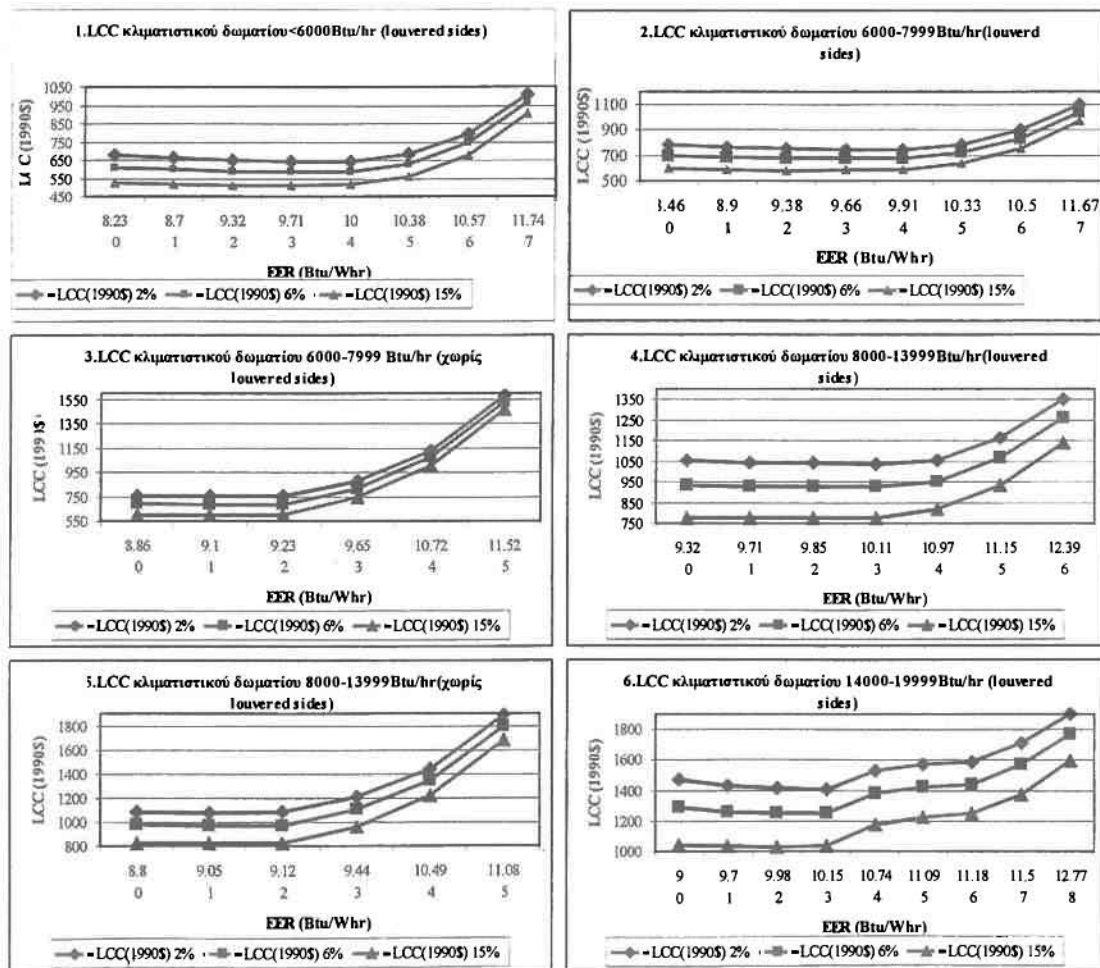 1.LCC κλιματιστικού δωματίου<6000Btu/hr (louvered sides)
LCC (1990$)
1050
950
850
750
650
550
450
8.23 8.7 9.32 9.71 10 10.38 10.57 11.74
0 1 2 3 4 5 6 7
EER (Btu/Whr)
LCC(1990$) 2% LCC(1990$) 6% LCC(1990$) 15%
2.LCC κλιματιστικού δωματίου 6000-7999Btu/hr(louverd
sides)
LCC (1990$)
1100
900
700
500
8.46 8.9 9.38 9.66 9.91 10.33 10.5 11.67
0 1 2 3 4 5 6 7
EER (Btu/Whr)
LCC(1990$) 2% LCC(1990$) 6% LCC(1990$) 15%
3.LCC κλιματιστικού δωματίου 6000-7999 Btu/hr (χωρίς
louvered sides)
LCC (1990$)
1550
1350
1150
950
750
550
8.86 9.1 9.23 9.65 10.72 11.52
0 1 2 3 4 5
EER (Btu/Whr)
LCC(1990$) 2% LCC(1990$) 6% LCC(1990$) 15%
4.LCC κλιματιστικού δωματίου 8000-13999Btu/hr(louvered
sides)
LCC (1990$)
1350
1250
1150
1050
950
850
750
9.32 9.71 9.85 10.11 10.97 11.15 12.39
0 1 2 3 4 5 6
EER (Btu/Whr)
LCC(1990$) 2% LCC(1990$) 6% LCC(1990$) 15%
5.LCC κλιματιστικού δωματίου 8000-13999Btu/hr(χωρίς
louvered sides)
LCC (1990$)
1800
1600
1400
1200
1000
800
8.8 9.05 9.12 9.44 10.49 11.08
0 1 2 3 4 5
EER (Btu/Whr)
LCC(1990$) 2% LCC(1990$) 6% LCC(1990$) 15%
6.LCC κλιματιστικού δωματίου 14000-19999Btu/hr (louvered
sides)
LCC (1990$)
1800
1600
1400
1200
1000
9 9.7 9.98 10.15 10.74 11.09 11.18 11.5 12.77
0 1 2 3 4 5 6 7 8
EER (Btu/Whr)
LCC(1990$) 2% LCC(1990$) 6% LCC(1990$) 15%